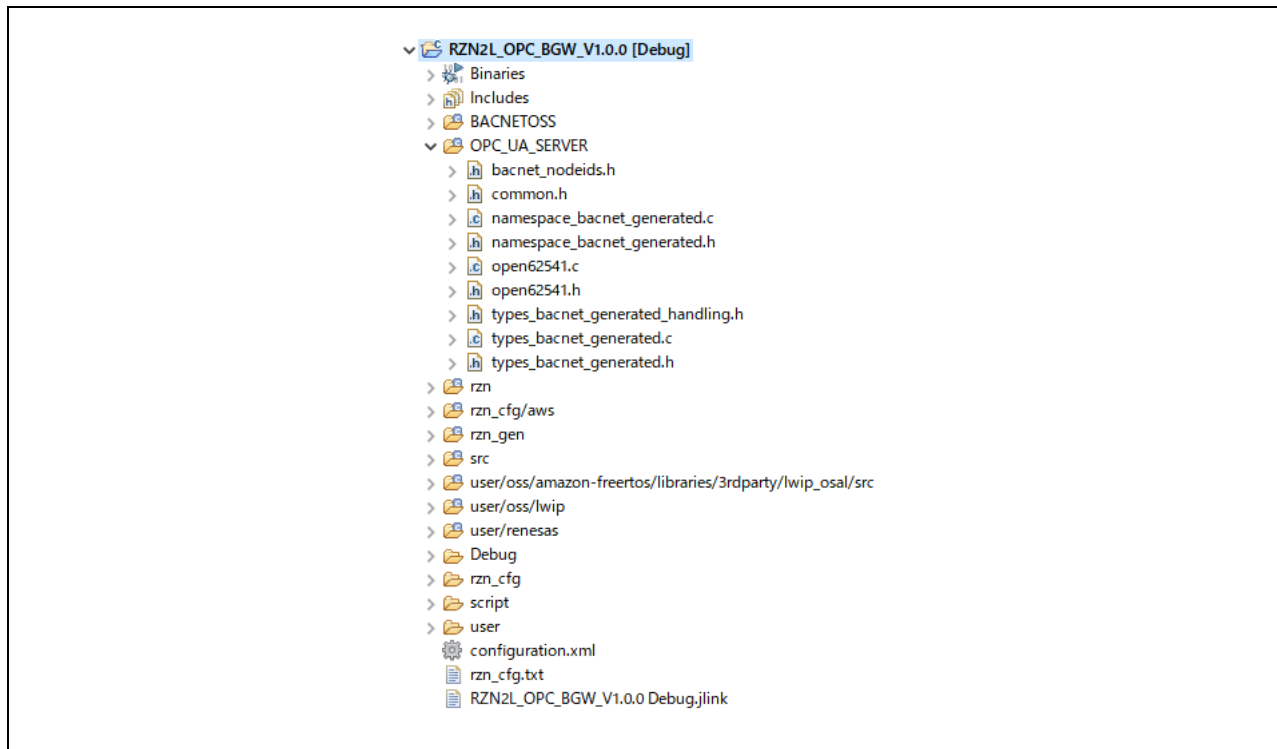 RZN2L_OPC_BGW_V1.0.0 [Debug]
Binaries
Includes
BACNETOSS
OPC_UA_SERVER
.h bacnet_nodeids.h
.h common.h
.c namespace_bacnet_generated.c
.h namespace_bacnet_generated.h
.c open62541.c
.h open62541.h
.h types_bacnet_generated_handling.h
.c types_bacnet_generated.c
.h types_bacnet_generated.h
rzn
rzn_cfg/aws
rzn_gen
src
user/oss/amazon-freertos/libraries/3rdparty/lwip_osal/src
user/oss/lwip
user/renesas
Debug
rzn_cfg
script
user
configuration.xml
rzn_cfg.txt
RZN2L_OPC_BGW_V1.0.0 Debug.jlink